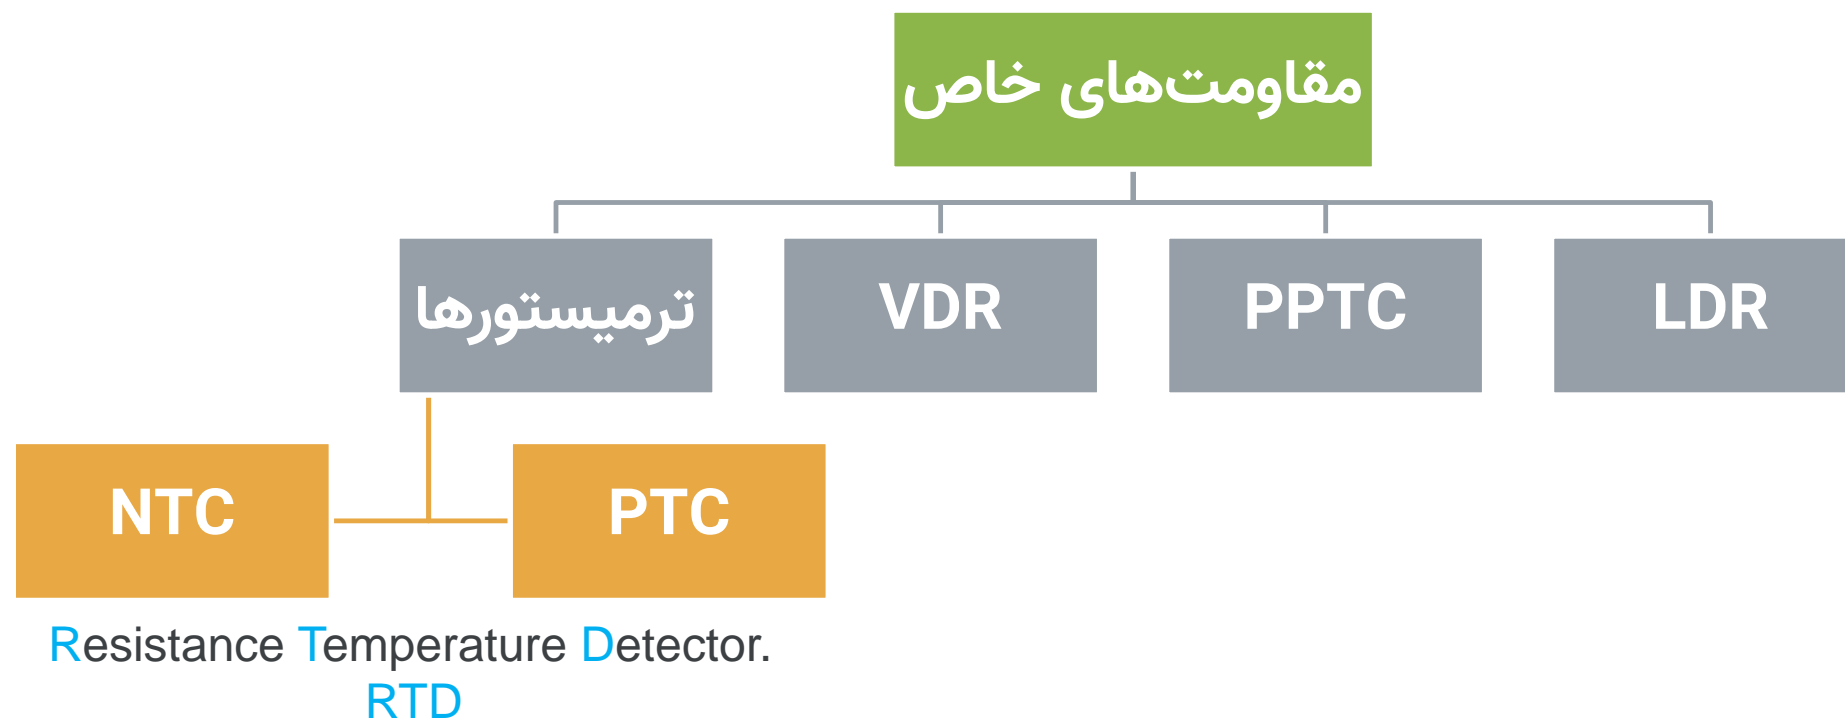 مقاومت‌های خاص
ترمیستورها
VDR
PPTC
LDR
NTC
PTC
Resistance Temperature Detector.
RTD